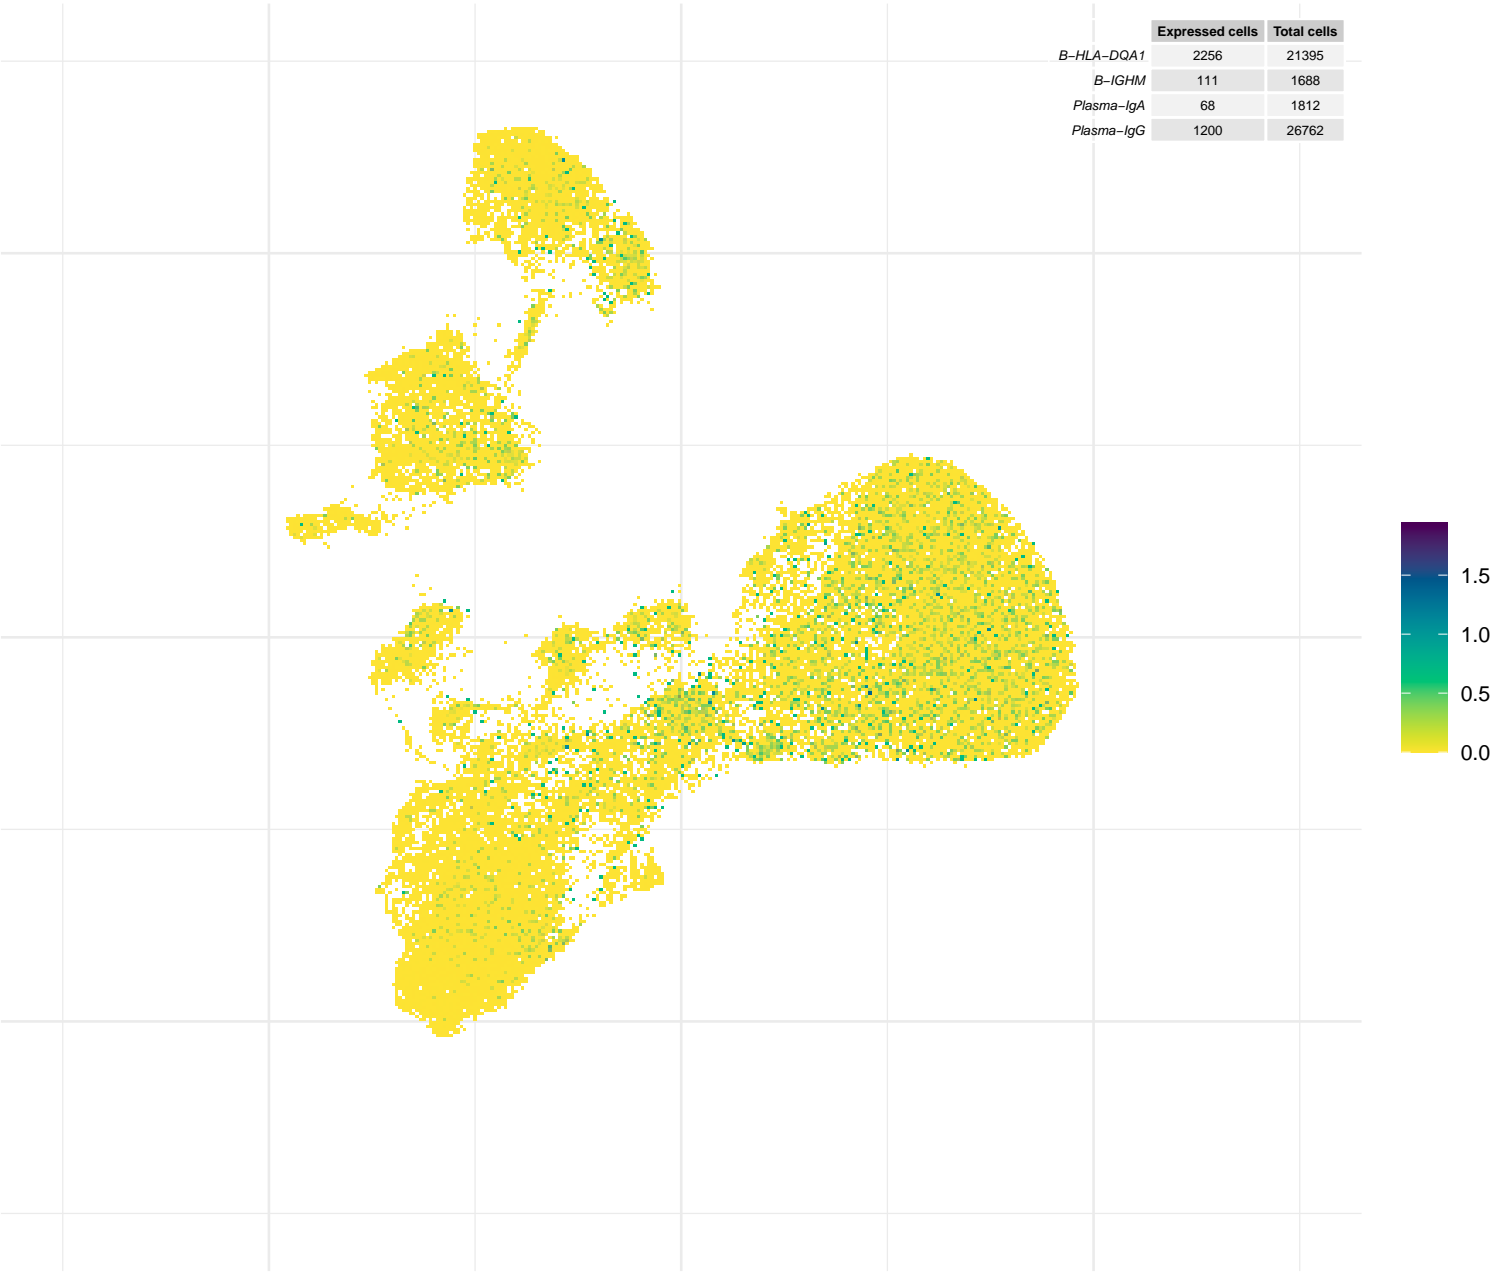 Expressed cells Total cells
B−HLA−DQA1 2256 21395
B−IGHM 111 1688
Plasma−IgA 68 1812
Plasma−IgG 1200 26762
1.5
1.0
0.5
0.0